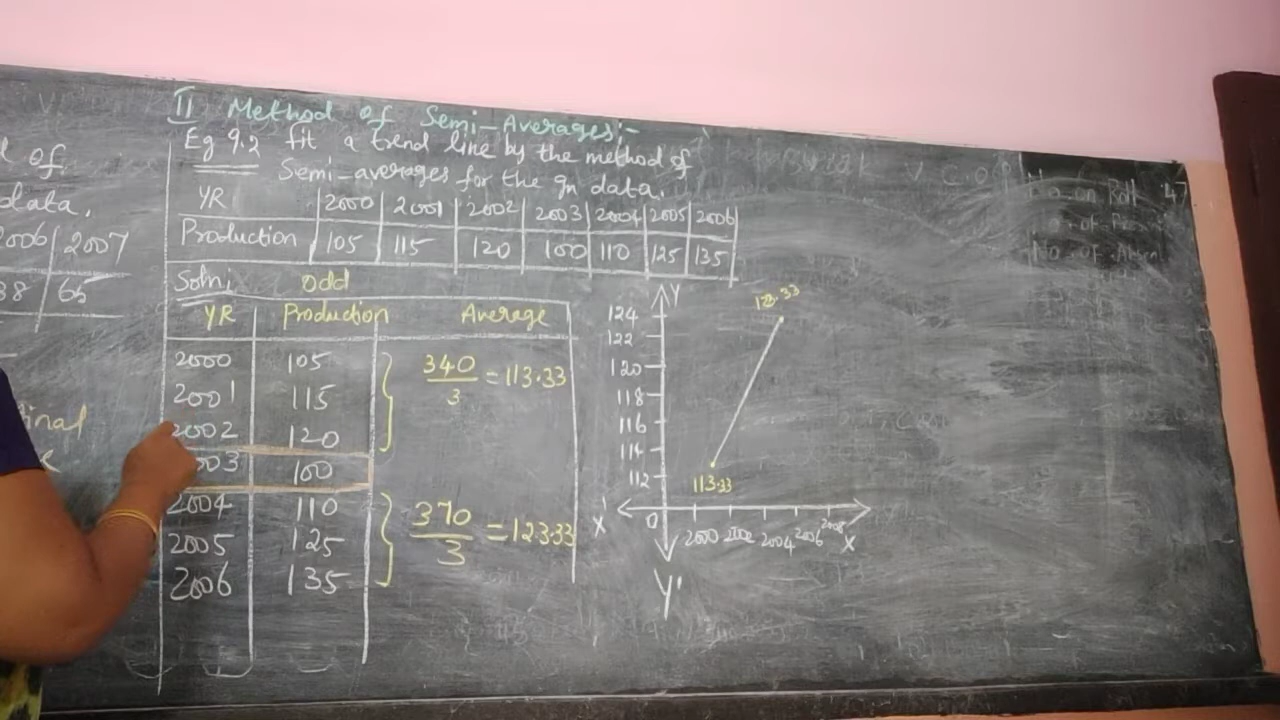 II Method of Semi-Averages:-
Eg 9.2 fit a trend line by the method of
Semi-averages for the gn data.
YR 2000 2001 2002 2003 2004 2005 2006
Production 105 115 120 100 110 125 135
Soln: odd
YR Production Average
2000 105
2001 115
340
3
=113.33
2002 120
003 100
2004 110
2005 125
370
3
=123.33
2006 135
Y
124
122
120
118
116
114
112
113.33
X' 0 2000 2002 2004 2006 2008 X
Y'
of
data.
2006 2007
38 65
inal
on Roll 47
No. of